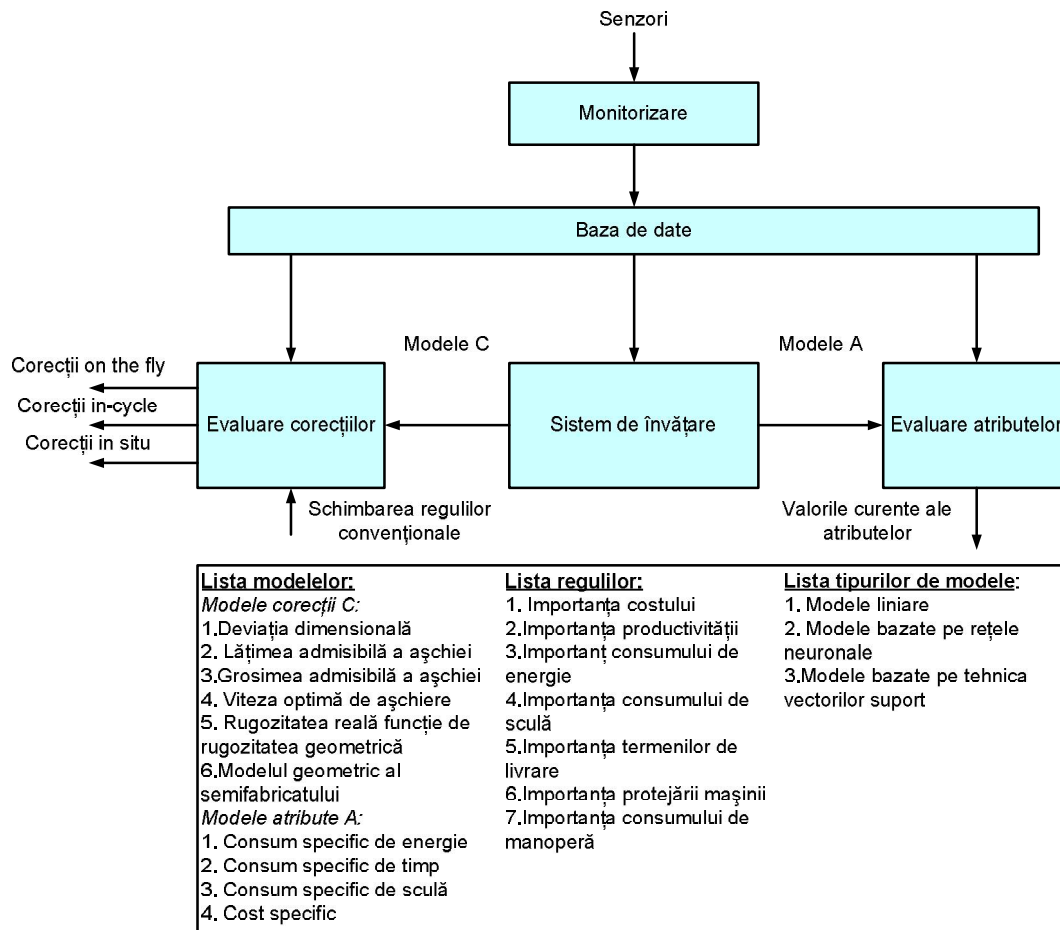 Senzori
Monitorizare
Baza de date
Modele C
Modele A
Corecții on the fly
Corecții in-cycle
Corecții in situ
Evaluare corecțiilor
Sistem de învățare
Evaluare atributelor
Schimbarea regulilor
convenționale
Valorile curente ale
atributelor
Lista modelelor:
Modele corecții C:
1.Deviația dimensională
2. Lățimea admisibilă a așchiei
3.Grosimea admisibilă a așchiei
4. Viteza optimă de așchiere
5. Rugozitatea reală funcție de
rugozitatea geometrică
6.Modelul geometric al
semifabricatului
Modele atribute A:
1. Consum specific de energie
2. Consum specific de timp
3. Consum specific de sculă
4. Cost specific
Lista regulilor:
1. Importanța costului
2.Importanța productivității
3.Importanț consumului de
energie
4.Importanța consumului de
sculă
5.Importanța termenilor de
livrare
6.Importanța protejării mașinii
7.Importanța consumului de
manoperă
Lista tipurilor de modele:
1. Modele liniare
2. Modele bazate pe rețele
neuronale
3.Modele bazate pe tehnica
vectorilor suport